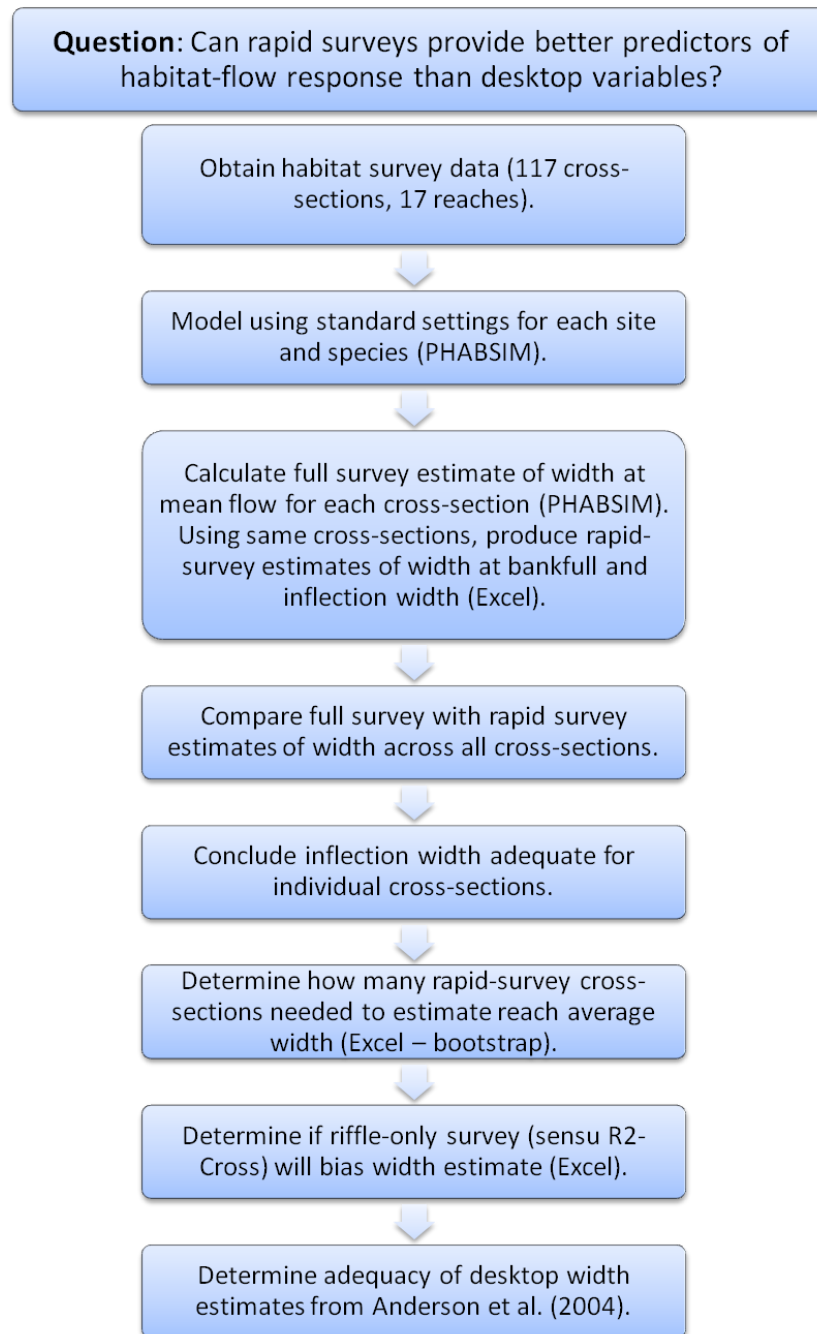 Question: Can rapid surveys provide better predictors of
habitat-flow response than desktop variables?
Obtain habitat survey data (117 cross-
sections, 17 reaches).
Model using standard settings for each site
and species (PHABSIM).
Calculate full survey estimate of width at
mean flow for each cross-section (PHABSIM).
Using same cross-sections, produce rapid-
survey estimates of width at bankfull and
inflection width (Excel).
Compare full survey with rapid survey
estimates of width across all cross-sections.
Conclude inflection width adequate for
individual cross-sections.
Determine how many rapid-survey cross-
sections needed to estimate reach average
width (Excel – bootstrap).
Determine if riffle-only survey (sensu R2-
Cross) will bias width estimate (Excel).
Determine adequacy of desktop width
estimates from Anderson et al. (2004).